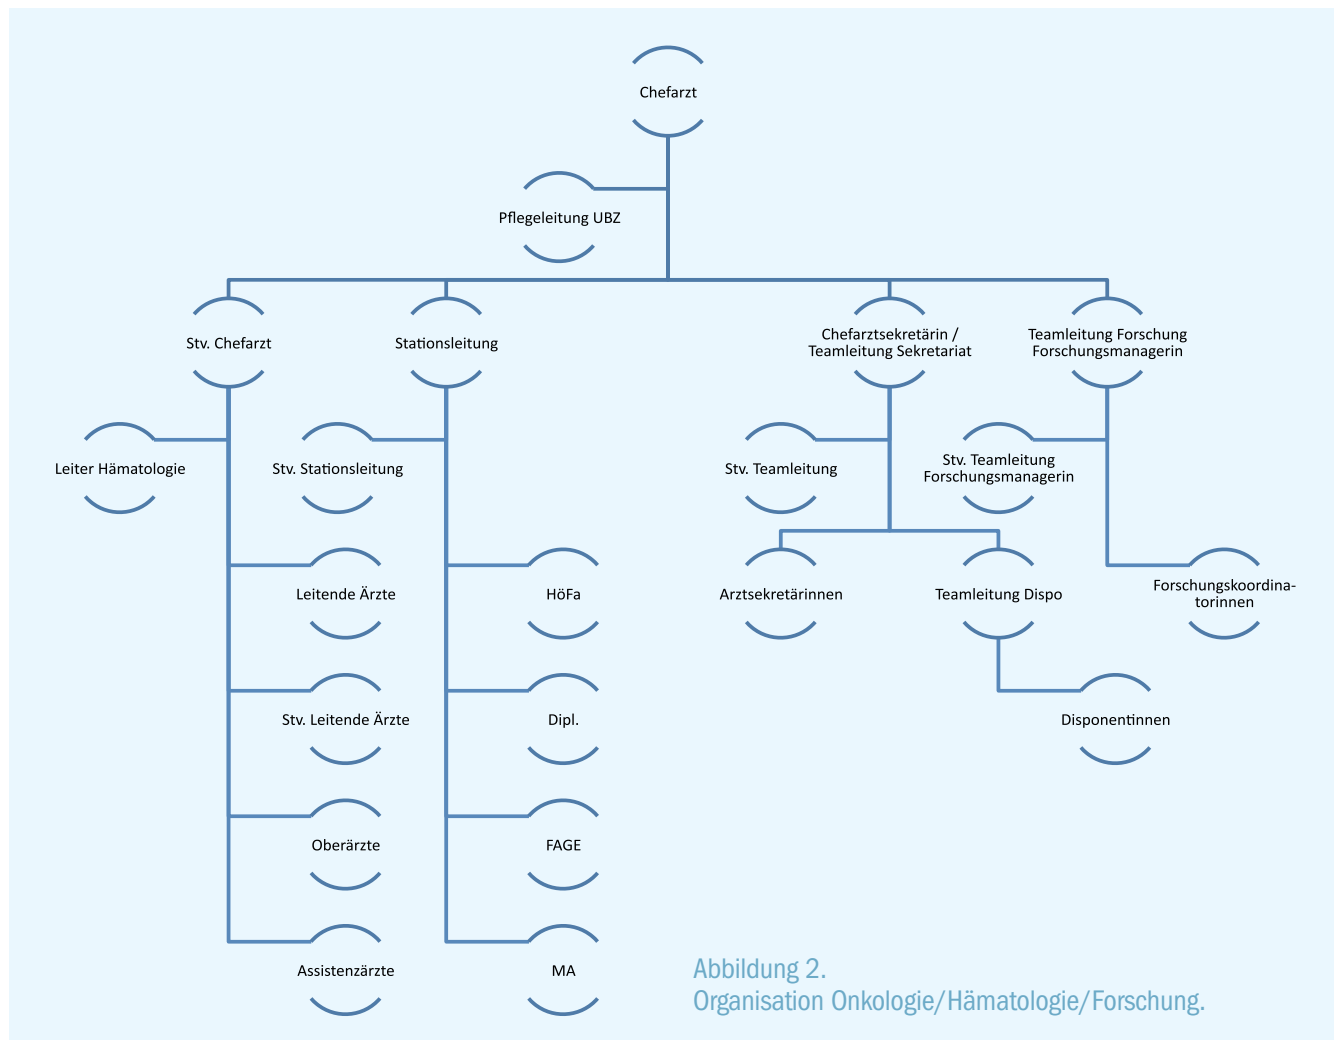 Chefarzt
Pflegeleitung UBZ
Stv. Chefarzt
Stationsleitung
Chefarztsekretärin /
Teamleitung Sekretariat
Teamleitung Forschung
Forschungsmanagerin
Leiter Hämatologie
Stv. Stationsleitung
Stv. Teamleitung
Stv. Teamleitung
Forschungsmanagerin
Leitende Ärzte
HöFa
Arztsekretärinnen
Teamleitung Dispo
Forschungskoordina-
torinnen
Stv. Leitende Ärzte
Dipl.
Disponentinnen
Oberärzte
FAGE
Assistenzärzte
MA
Abbildung 2.
Organisation Onkologie/Hämatologie/Forschung.